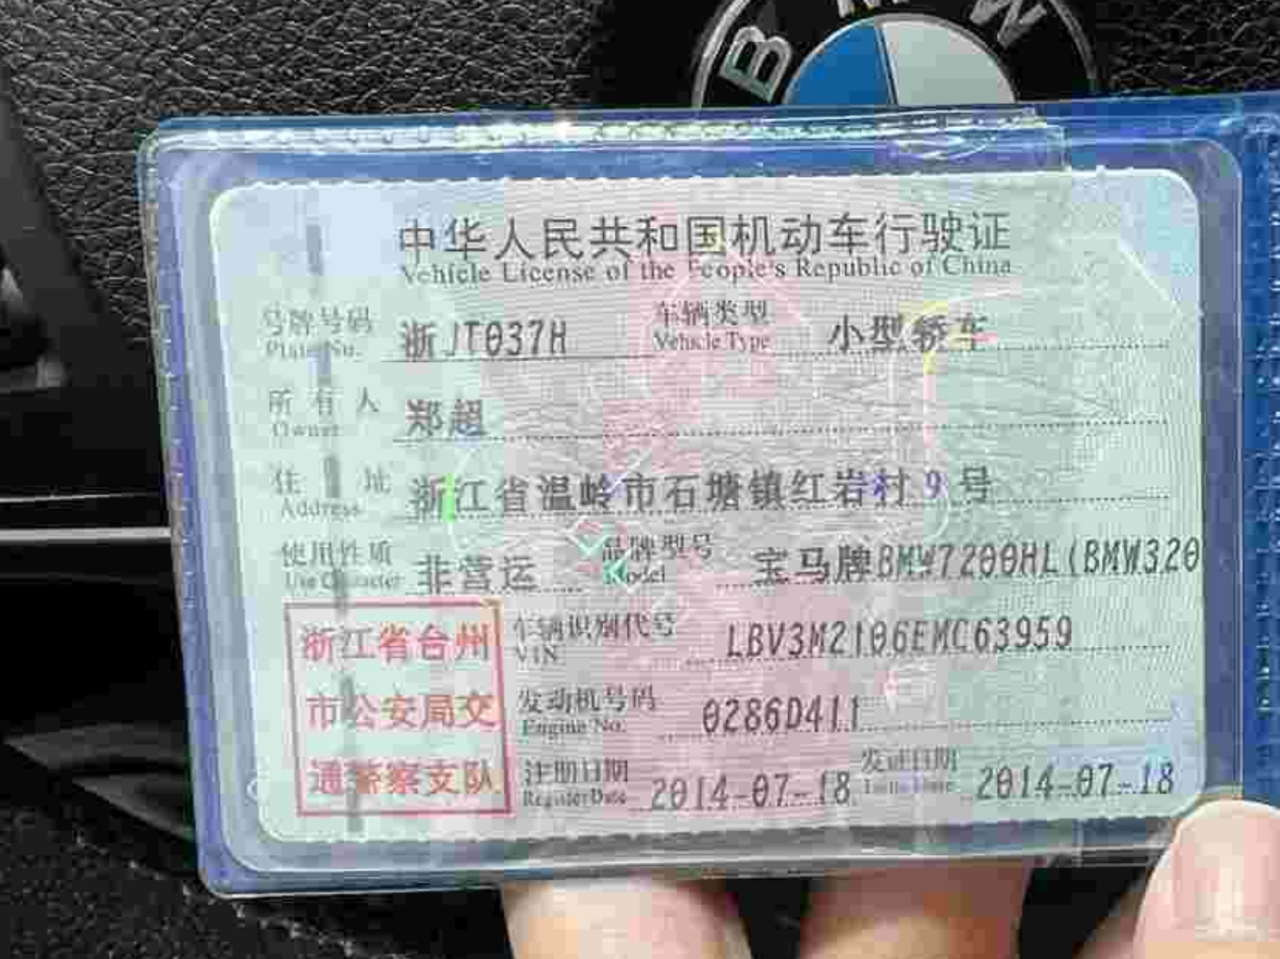 BMW
中华人民共和国机动车行驶证
Vehicle License of the People's Republic of China
号牌号码 浙JT037H 车辆类型 小型轿车
Plate No. Vehicle Type
所有人 郑超
Owner
住址 浙江省温岭市石塘镇红岩村9号
Address
使用性质 非营运 品牌型号 宝马牌BMW7200HL(BMW320
Use Character Model
浙江省台州
市公安局交
通警察支队
车辆识别代号 LBV3M2106EMC63959
VIN
发动机号码 0286D411
Engine No.
注册日期 2014-07-18 发证日期 2014-07-18
Register Date Issue Date